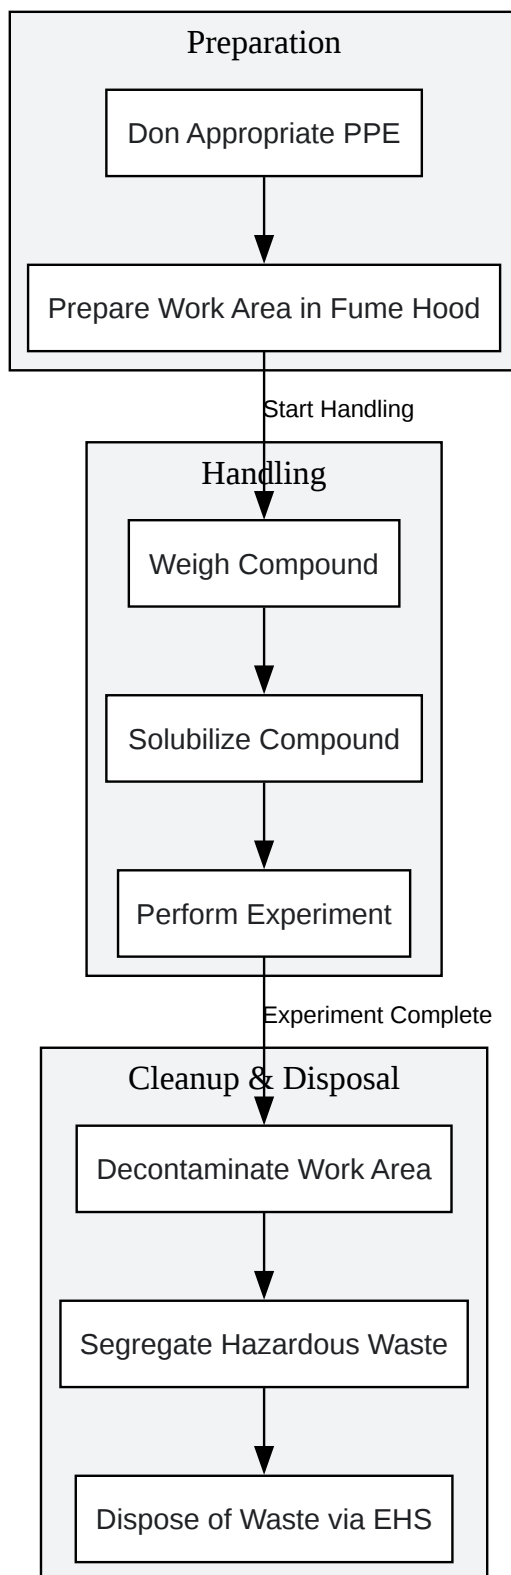 Preparation
Don Appropriate PPE
Prepare Work Area in Fume Hood
Start Handling
Handling
Weigh Compound
Solubilize Compound
Perform Experiment
Experiment Complete
Cleanup & Disposal
Decontaminate Work Area
Segregate Hazardous Waste
Dispose of Waste via EHS